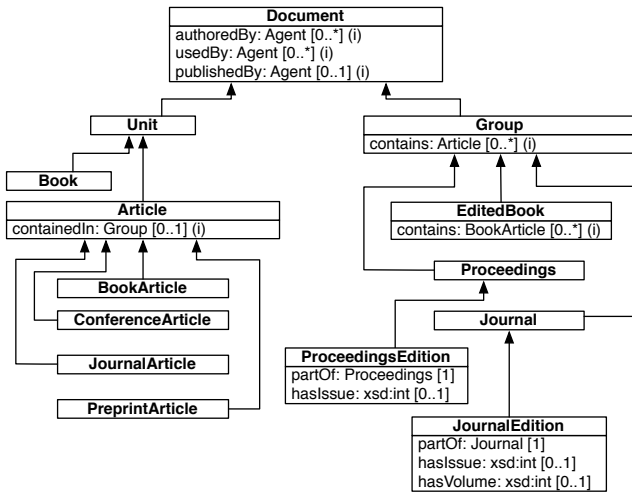 Document
authoredBy: Agent [0..*] (i)
usedBy: Agent [0..*] (i)
publishedBy: Agent [0..1] (i)
Unit
Group
contains: Article [0..*] (i)
Book
Article
containedIn: Group [0..1] (i)
EditedBook
contains: BookArticle [0..*] (i)
BookArticle
Proceedings
ConferenceArticle
Journal
JournalArticle
ProceedingsEdition
partOf: Proceedings [1]
hasIssue: xsd:int [0..1]
PreprintArticle
JournalEdition
partOf: Journal [1]
hasIssue: xsd:int [0..1]
hasVolume: xsd:int [0..1]